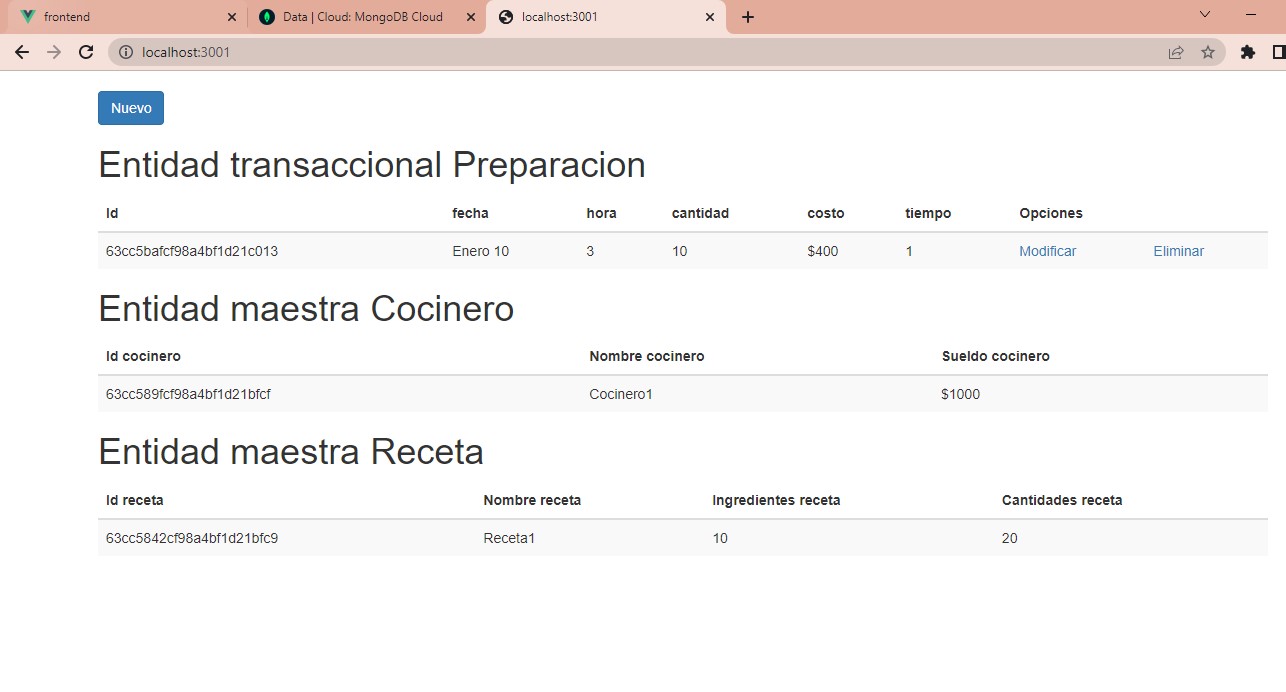 frontend
Data | Cloud: MongoDB Cloud
localhost:3001
localhost:3001
Nuevo
Entidad transaccional Preparacion
Id fecha hora cantidad costo tiempo Opciones
63cc5bafcf98a4bf1d21c013 Enero 10 3 10 $400 1 Modificar Eliminar
Entidad maestra Cocinero
Id cocinero Nombre cocinero Sueldo cocinero
63cc589fcf98a4bf1d21bfcf Cocinero1 $1000
Entidad maestra Receta
Id receta Nombre receta Ingredientes receta Cantidades receta
63cc5842cf98a4bf1d21bfc9 Receta1 10 20